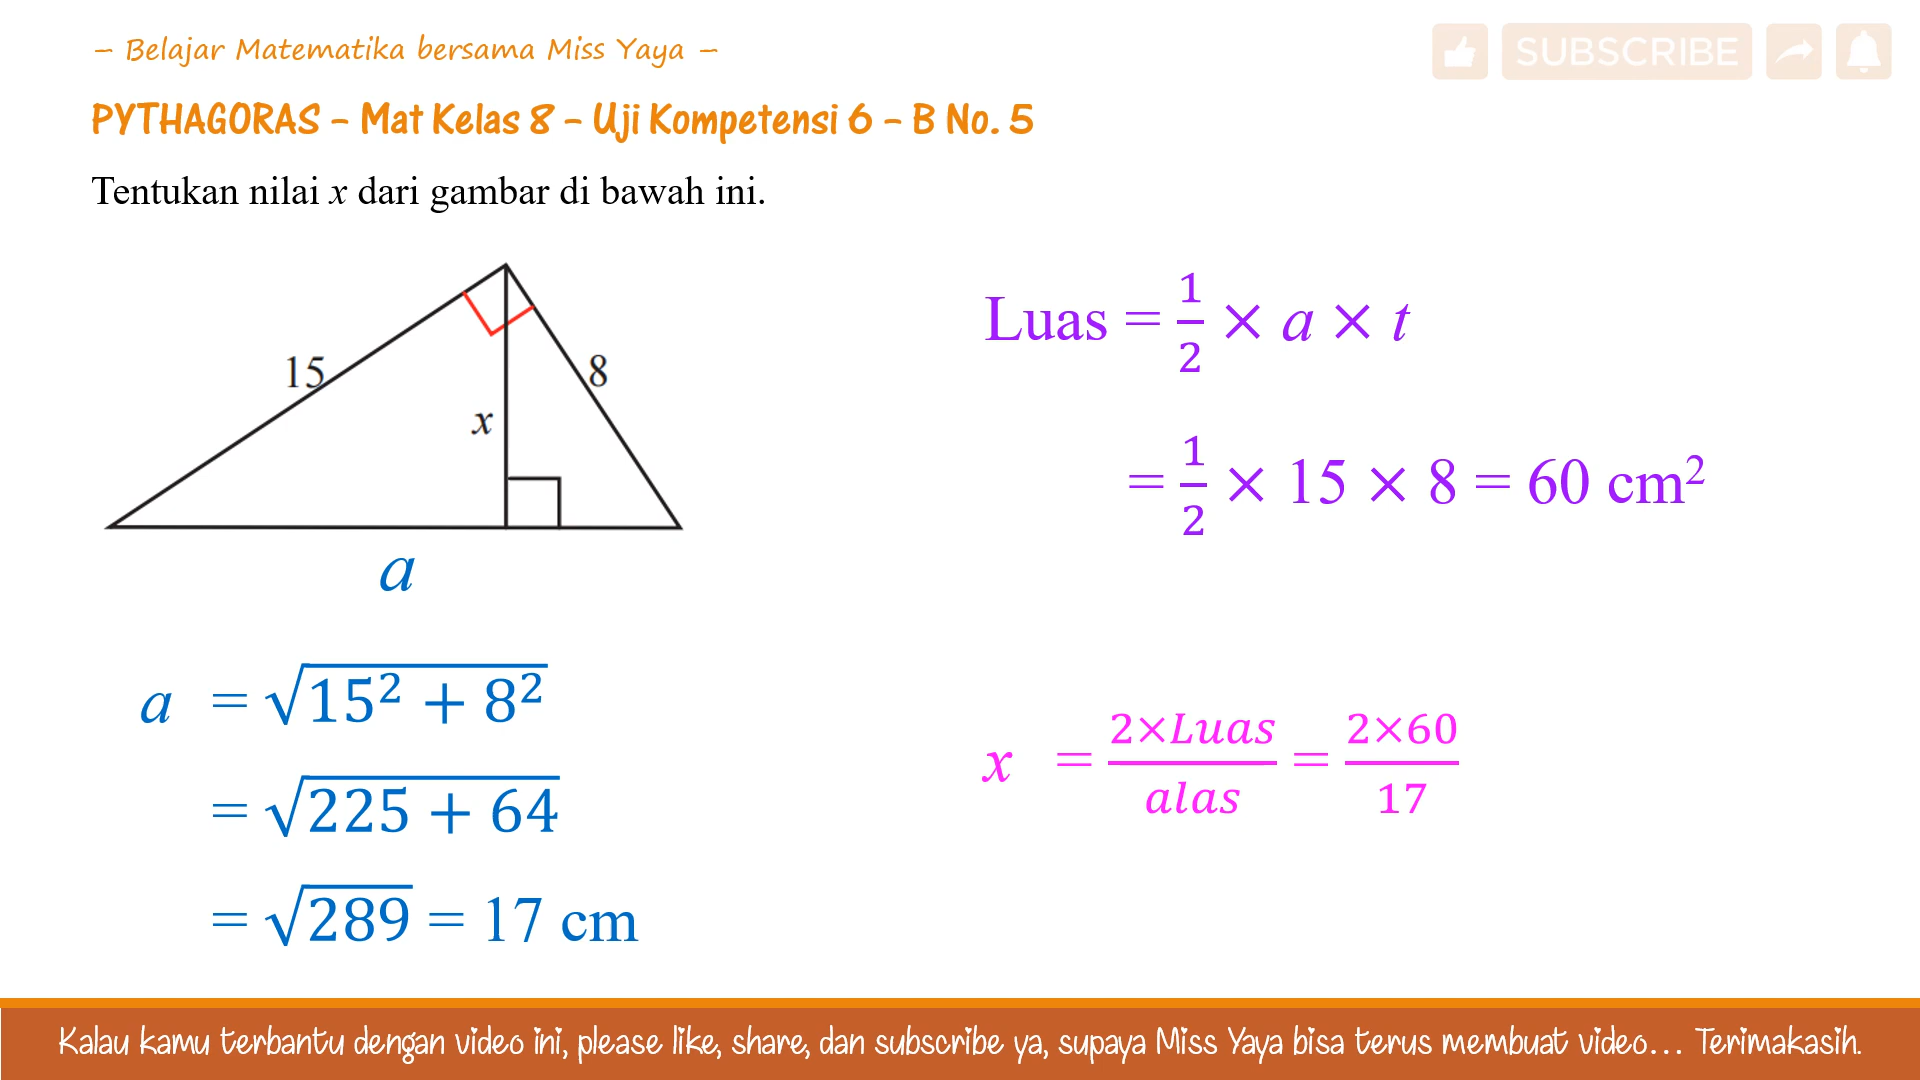 – Belajar Matematika bersama Miss Yaya –
SUBSCRIBE
PYTHAGORAS – Mat Kelas 8 – Uji Kompetensi 6 – B No. 5
Tentukan nilai x dari gambar di bawah ini.
15
8
x
a
Luas = 1/2 × a × t
= 1/2 × 15 × 8 = 60 cm²
a = √(15² + 8²)
= √(225 + 64)
= √289 = 17 cm
x = 2×Luas/alas = 2×60/17
Kalau kamu terbantu dengan video ini, please like, share, dan subscribe ya, supaya Miss Yaya bisa terus membuat video... Terimakasih.